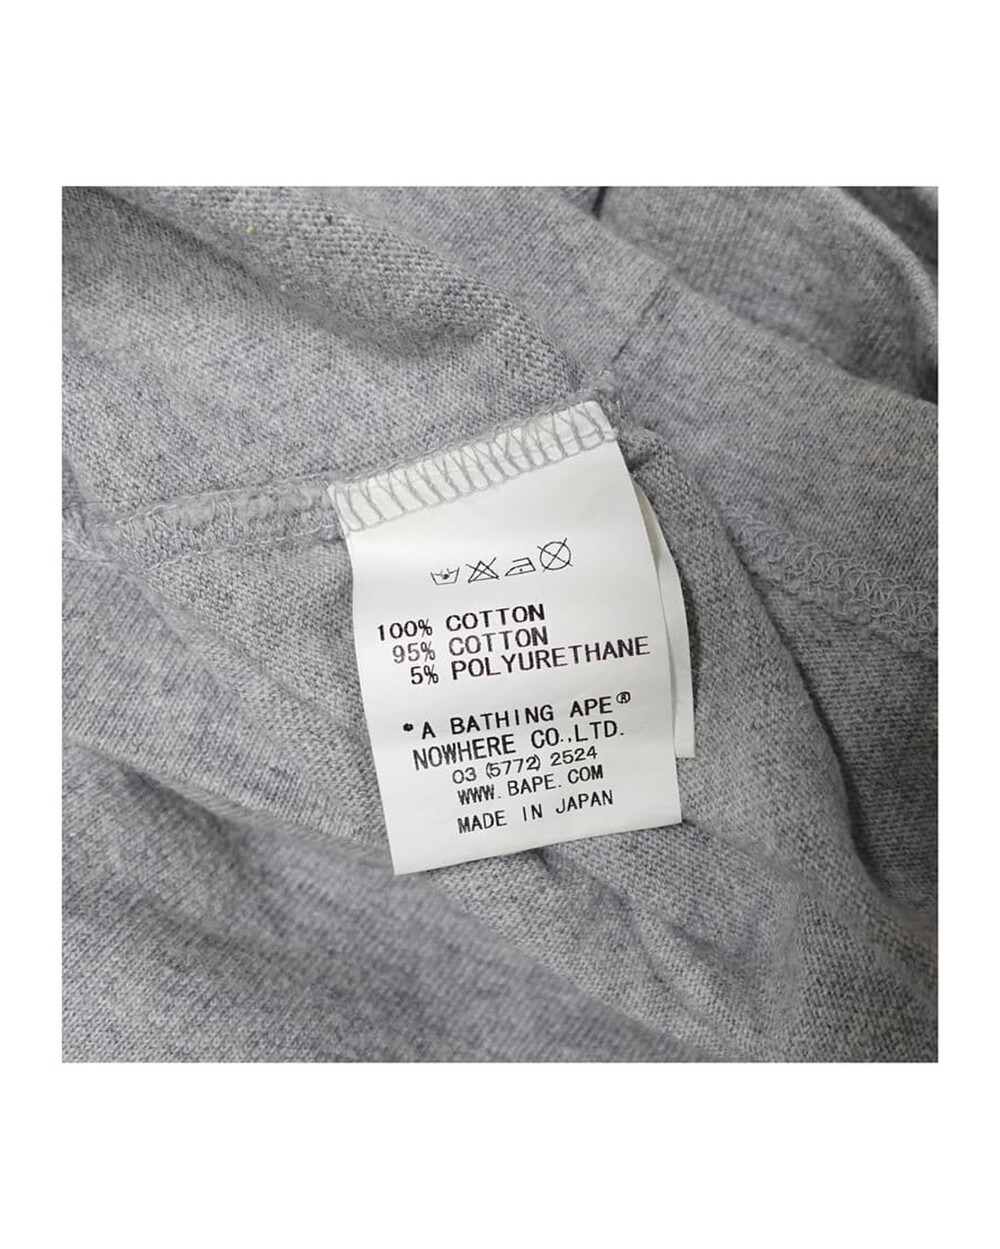 100% COTTON
95% COTTON
5% POLYURETHANE
*A BATHING APE®
NOWHERE CO.,LTD.
03 (5772) 2524
WWW. BAPE. COM
MADE IN JAPAN